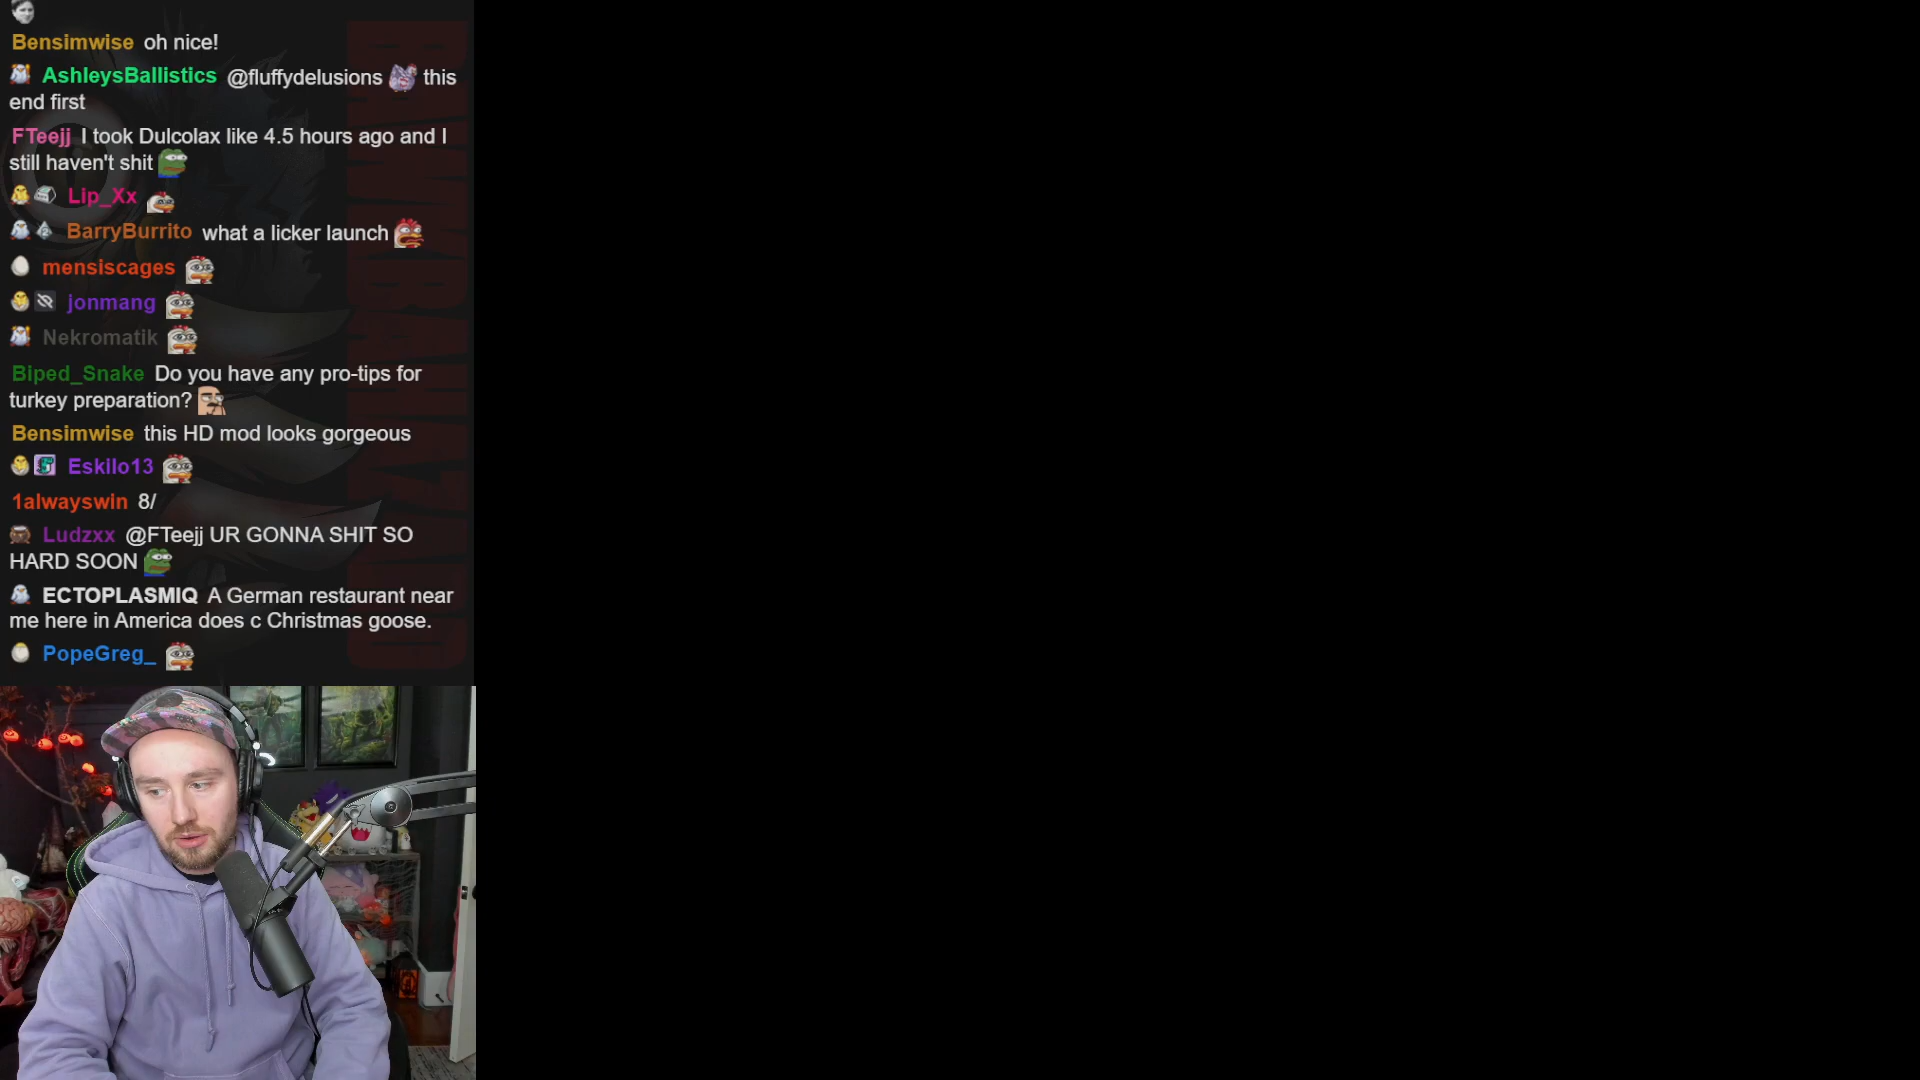 Bensimwise oh nice!
AshleysBallistics @fluffydelusions this
end first
FTeejj I took Dulcolax like 4.5 hours ago and I
still haven't shit
Lip_Xx
BarryBurrito what a licker launch
mensiscages
jonmang
Nekromatik
Biped_Snake Do you have any pro-tips for
turkey preparation?
Bensimwise this HD mod looks gorgeous
Eskilo13
1alwayswin 8/
Ludzxx @FTeejj UR GONNA SHIT SO
HARD SOON
ECTOPLASMIQ A German restaurant near
me here in America does c Christmas goose.
PopeGreg_